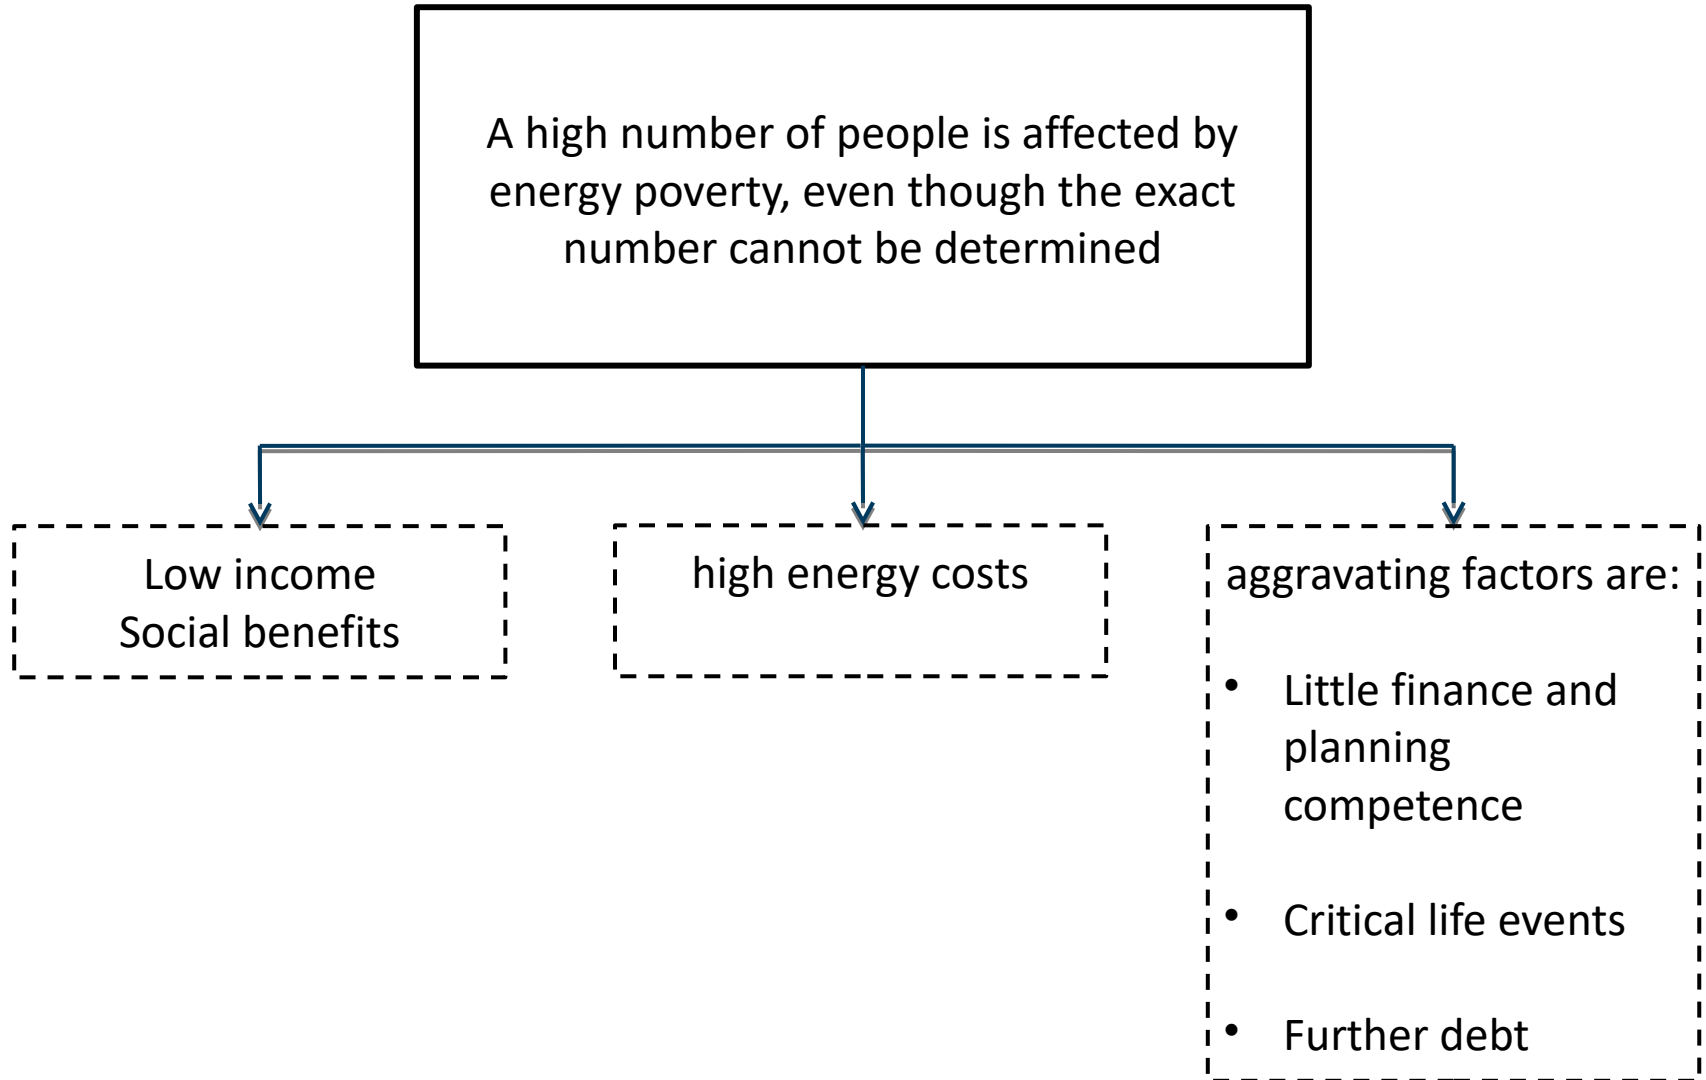 A high number of people is affected by
energy poverty, even though the exact
number cannot be determined
Low income
Social benefits
high energy costs
aggravating factors are:
• Little finance and
planning
competence
• Critical life events
• Further debt